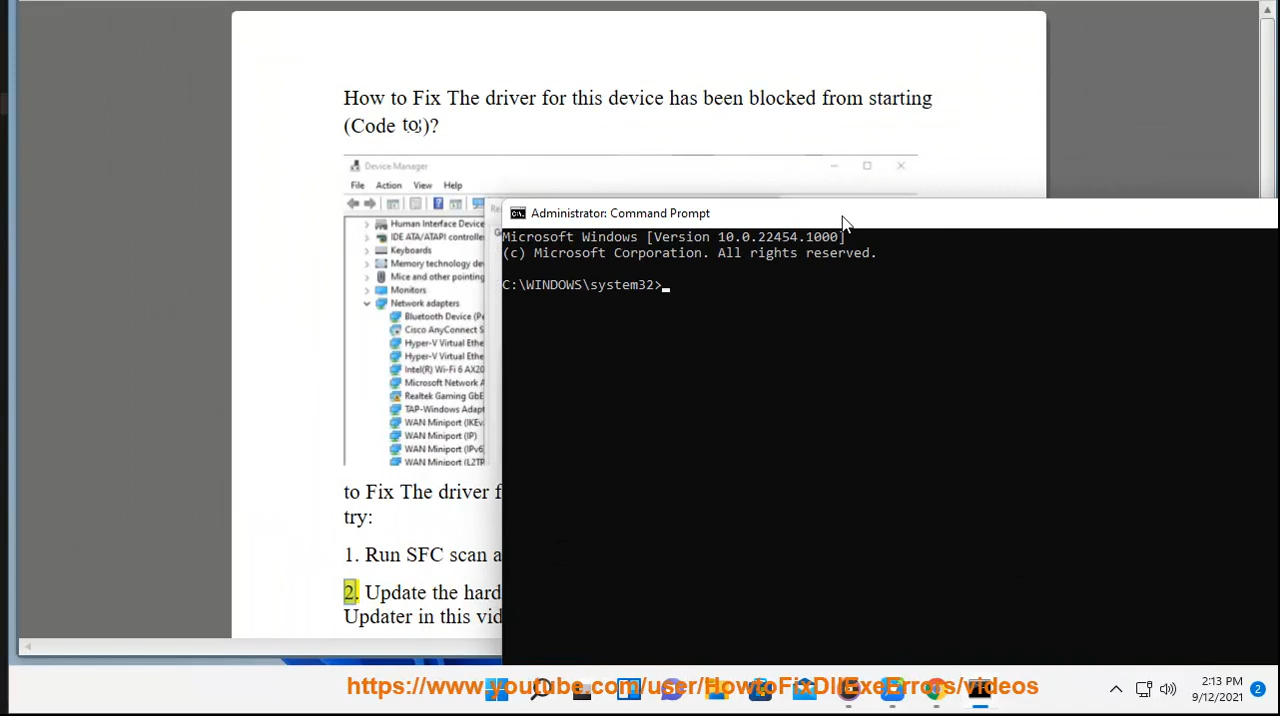 How to Fix The driver for this device has been blocked from starting
(Code
Device Manager
File Action View Help
Human Interface Device
IDE ATA/ATAPI controlle
Keyboards
Memory technology de
Mice and other pointing
Monitors
Network adapters
Bluetooth Device (Pe
Cisco AnyConnect S
Hyper-V Virtual Ethe
Hyper-V Virtual Ethe
Intel(R) Wi-Fi 6 AX20
Microsoft Network A
Realtek Gaming GbE
TAP-Windows Adapt
WAN Miniport (IKEv
WAN Miniport (IP)
WAN Miniport (IPv6
WAN Miniport (L2TP
Administrator: Command Prompt
Microsoft Windows [Version 10.0.22454.1000]
(c) Microsoft Corporation. All rights reserved.
C:\WINDOWS\system32>
to Fix The driver f
try:
1. Run SFC scan a
2. Update the hard
Updater in this vid
https://www.youtube.com/user/HowtoFixDl/ExeErrors/videos
2:13 PM
9/12/2021
2